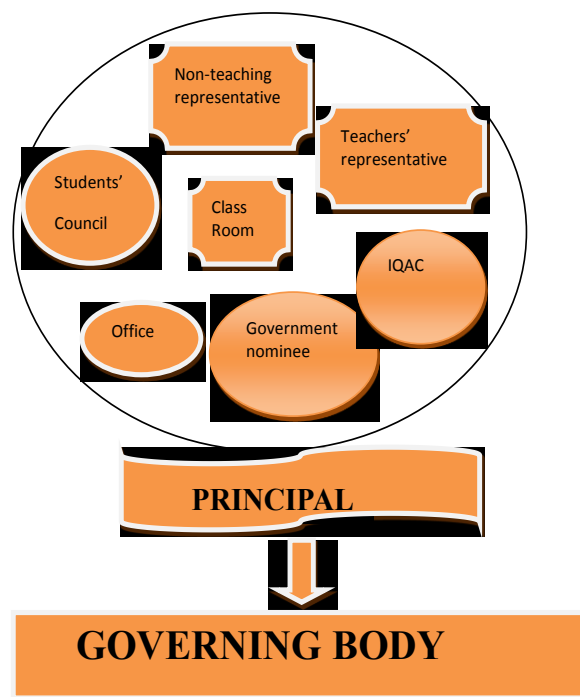 Non-teaching
representative
Teachers’
representative
Students’
Council
Class
Room
IQAC
Office
Government
nominee
PRINCIPAL
GOVERNING BODY